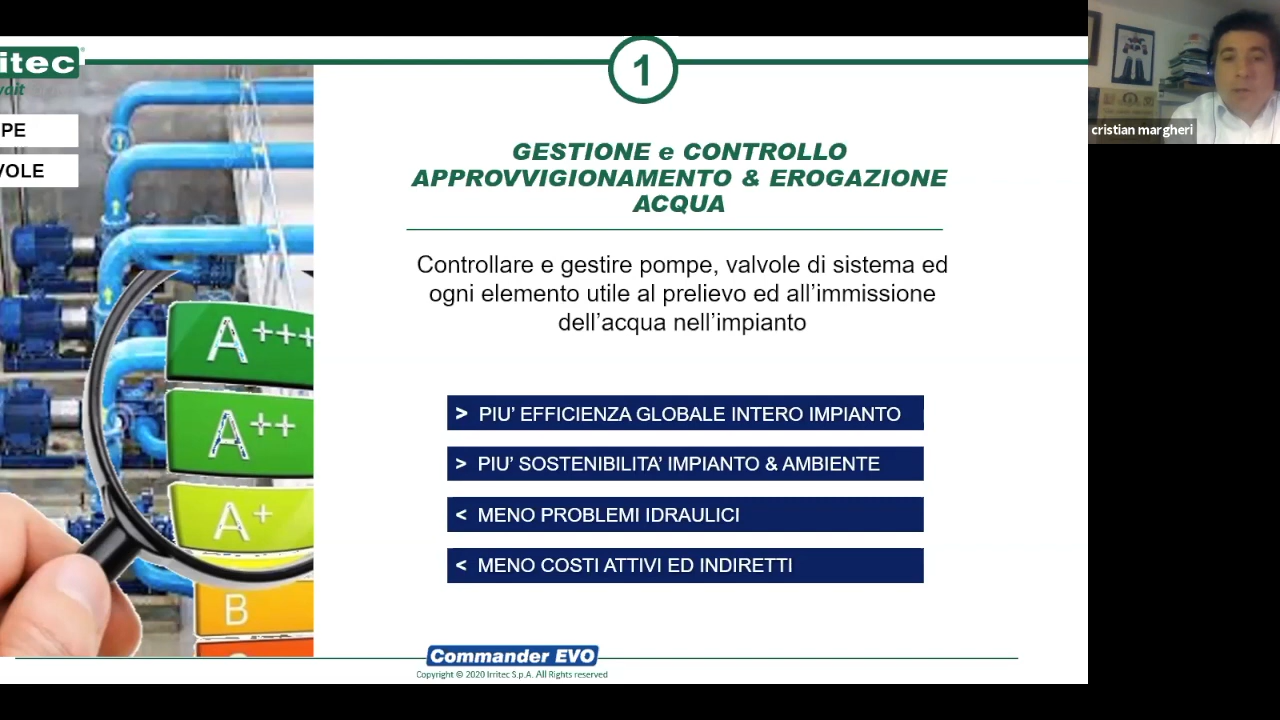 itec
wait
PE
VOLE
1
GESTIONE e CONTROLLO
APPROVVIGIONAMENTO & EROGAZIONE
ACQUA
Controllare e gestire pompe, valvole di sistema ed
ogni elemento utile al prelievo ed all'immissione
dell'acqua nell'impianto
> PIU' EFFICIENZA GLOBALE INTERO IMPIANTO
> PIU' SOSTENIBILITA' IMPIANTO & AMBIENTE
< MENO PROBLEMI IDRAULICI
< MENO COSTI ATTIVI ED INDIRETTI
A+++
A++
A+
B
Commander EVO
Copyright © 2020 Irritec S.p.A. All Rights reserved
cristian margheri